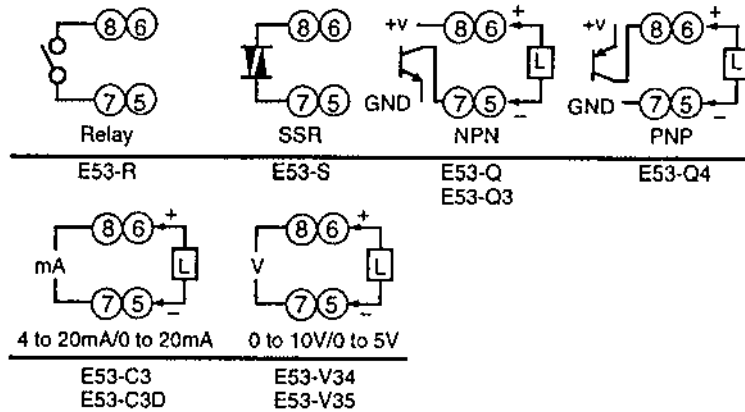 8 6 8 6 +V 8 6 + +V 8 6 +
L L
7 5 7 5 GND 7 5 − GND 7 5 −
Relay SSR NPN PNP
E53-R E53-S E53-Q E53-Q4
E53-Q3
8 6 + 8 6 +
mA L V L
7 5 − 7 5 −
4 to 20mA/0 to 20mA 0 to 10V/0 to 5V
E53-C3 E53-V34
E53-C3D E53-V35